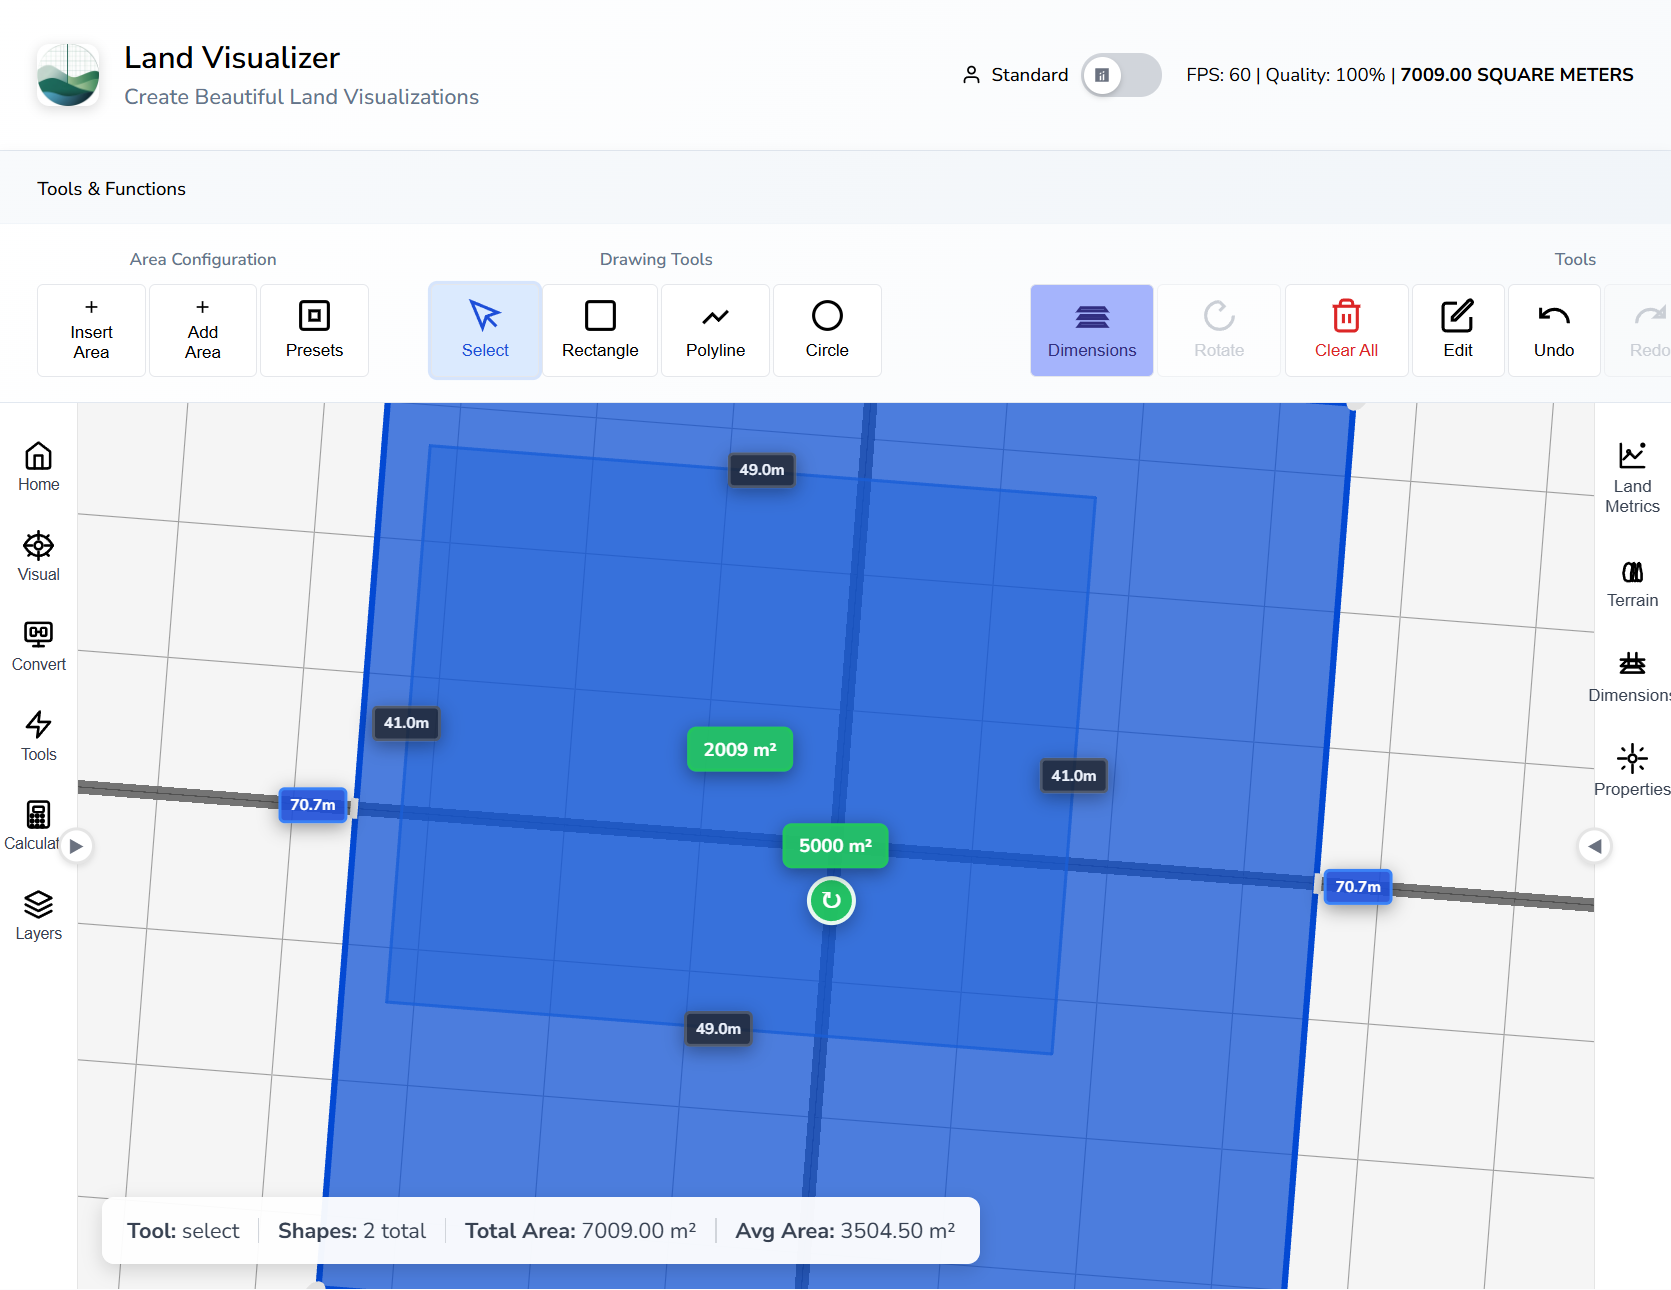 Land Visualizer
Create Beautiful Land Visualizations
Standard
FPS: 60 | Quality: 100% | 7009.00 SQUARE METERS
Tools & Functions
Area Configuration
Drawing Tools
Tools
Insert
Area
Add
Area
Presets
Select
Rectangle
Polyline
Circle
Dimensions
Rotate
Clear All
Edit
Undo
Redo
Home
Visual
Convert
Tools
Calculat
Layers
49.0m
41.0m
2009 m²
41.0m
70.7m
5000 m²
70.7m
49.0m
Land
Metrics
Terrain
Dimensions
Properties
Tool: select
Shapes: 2 total
Total Area: 7009.00 m²
Avg Area: 3504.50 m²